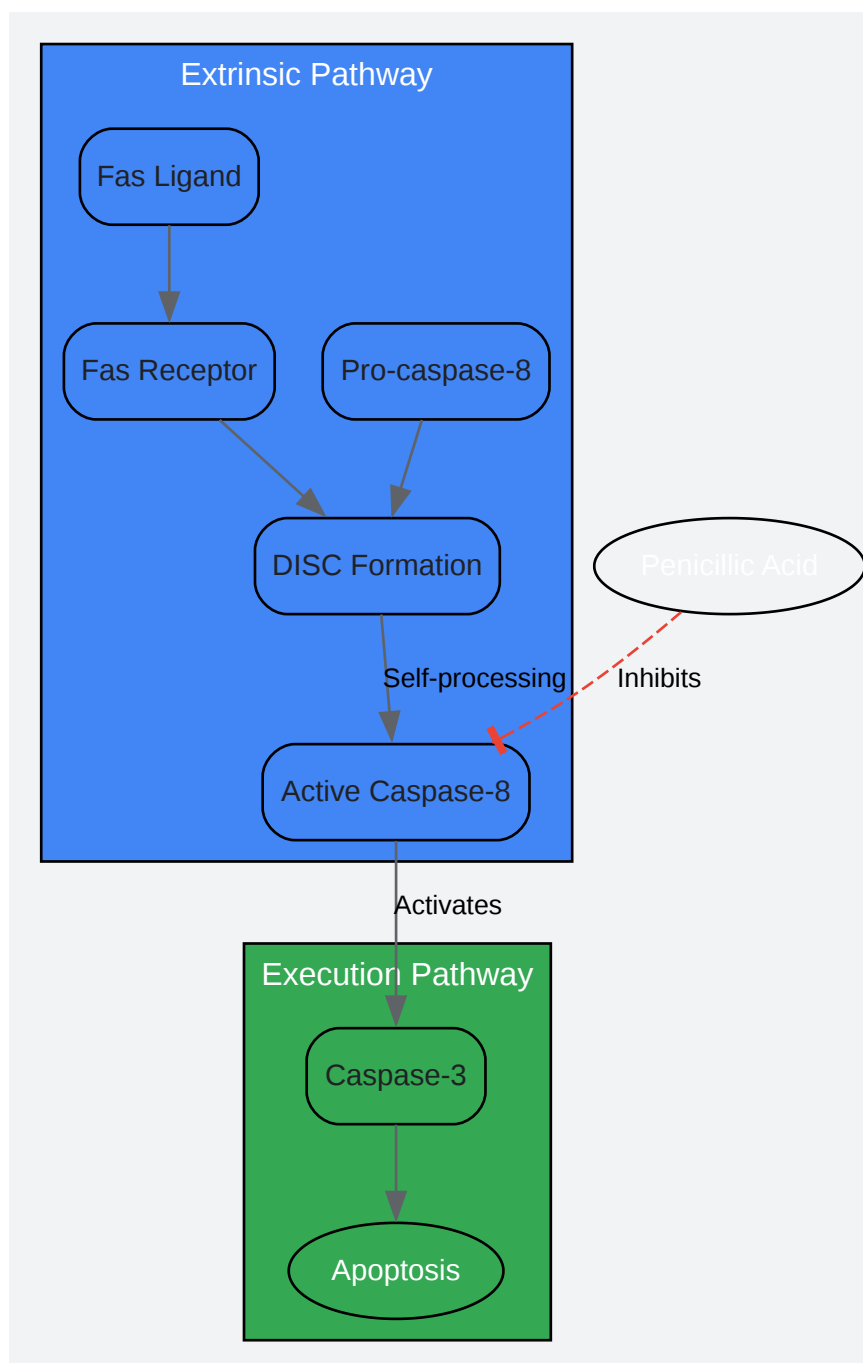 Extrinsic Pathway
Fas Ligand
Fas Receptor
Pro-caspase-8
DISC Formation
Penicillic Acid
Self-processing
Inhibits
Active Caspase-8
Activates
Execution Pathway
Caspase-3
Apoptosis